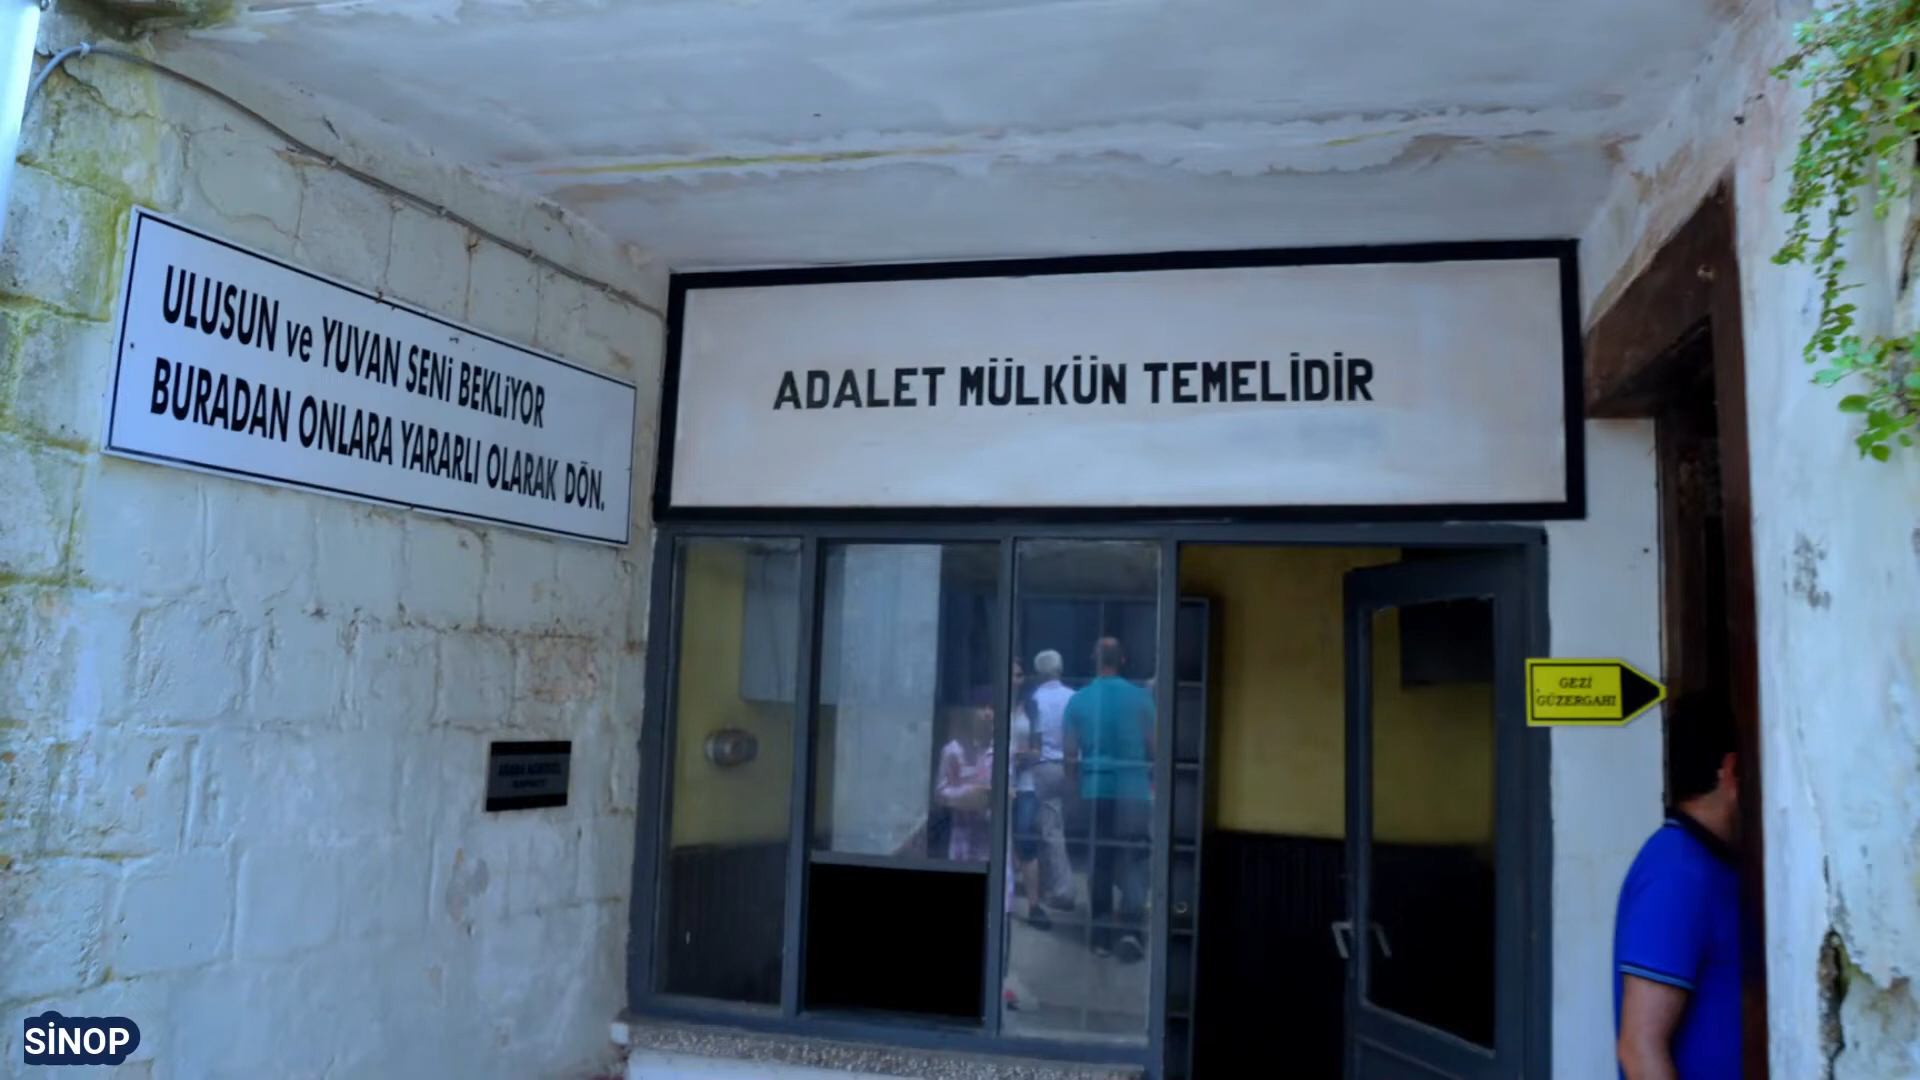 ULUSUN ve YUVAN SENİ BEKLİYOR
BURADAN ONLARA YARARLI OLARAK DÖN.
ADALET MÜLKÜN TEMELİDİR
GEZİ
GÜZERGAHI
SİNOP